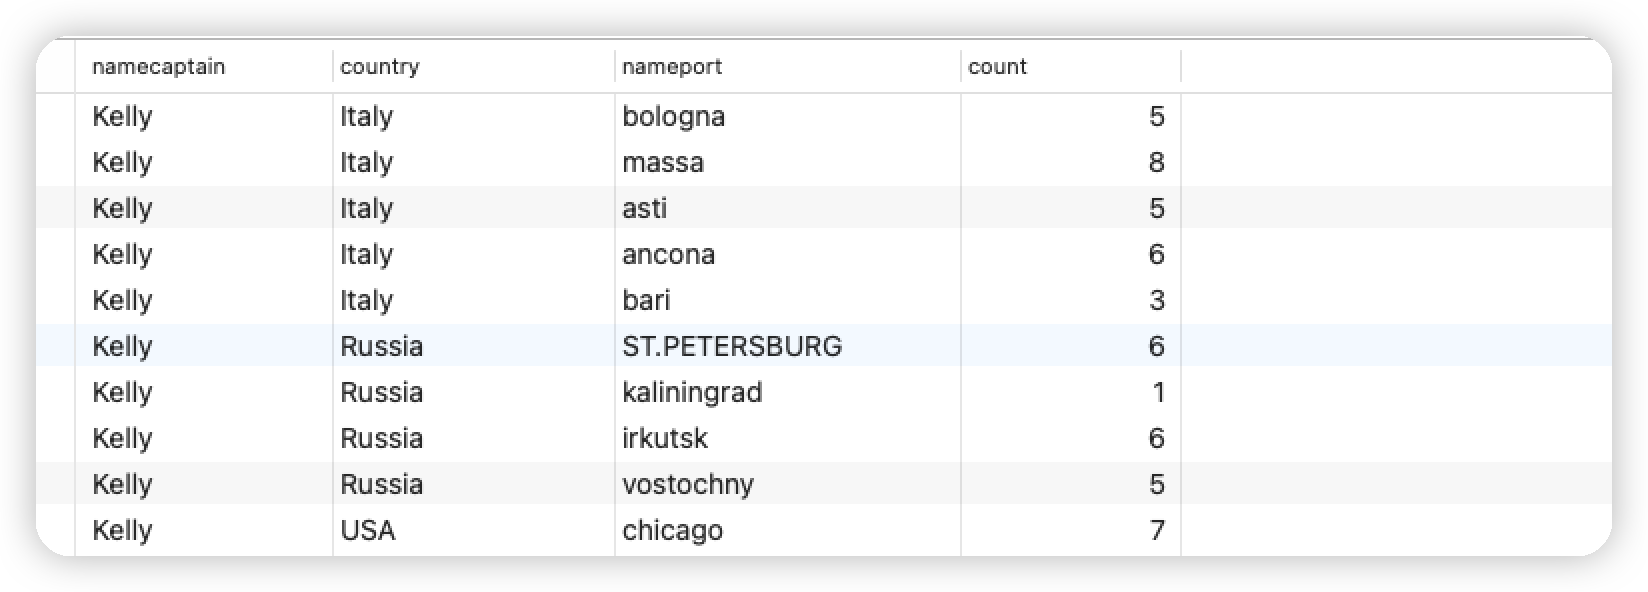 namecaptain country nameport count
Kelly Italy bologna 5
Kelly Italy massa 8
Kelly Italy asti 5
Kelly Italy ancona 6
Kelly Italy bari 3
Kelly Russia ST.PETERSBURG 6
Kelly Russia kaliningrad 1
Kelly Russia irkutsk 6
Kelly Russia vostochny 5
Kelly USA chicago 7